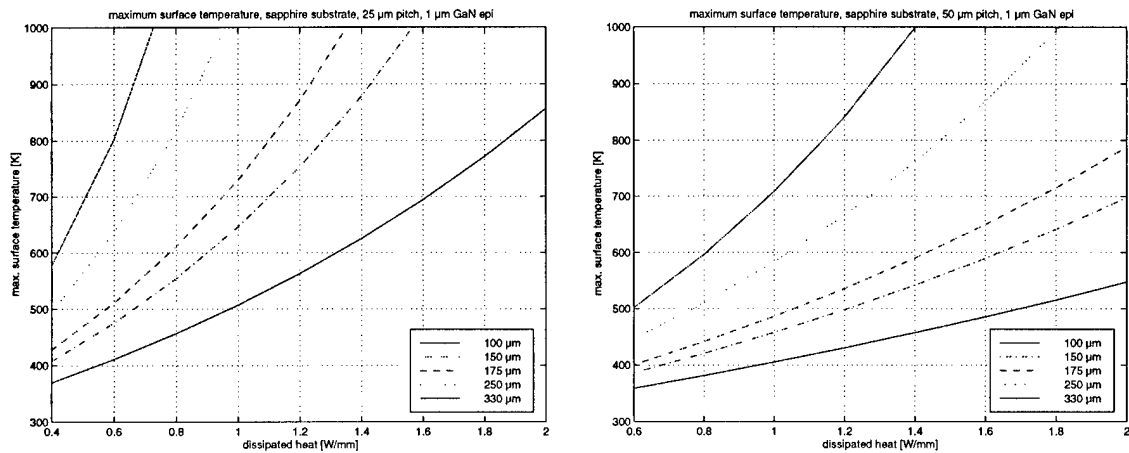 maximum surface temperature, sapphire substrate, 25 µm pitch, 1 µm GaN epi
1000
900
800
700
600
500
400
300
max. surface temperature [K]
0.4
0.6
0.8
1
1.2
1.4
1.6
1.8
2
dissipated heat [W/mm]
100 µm
150 µm
175 µm
250 µm
330 µm
maximum surface temperature, sapphire substrate, 50 µm pitch, 1 µm GaN epi
1000
900
800
700
600
500
400
300
max. surface temperature [K]
0.6
0.8
1
1.2
1.4
1.6
1.8
2
dissipated heat [W/mm]
100 µm
150 µm
175 µm
250 µm
330 µm